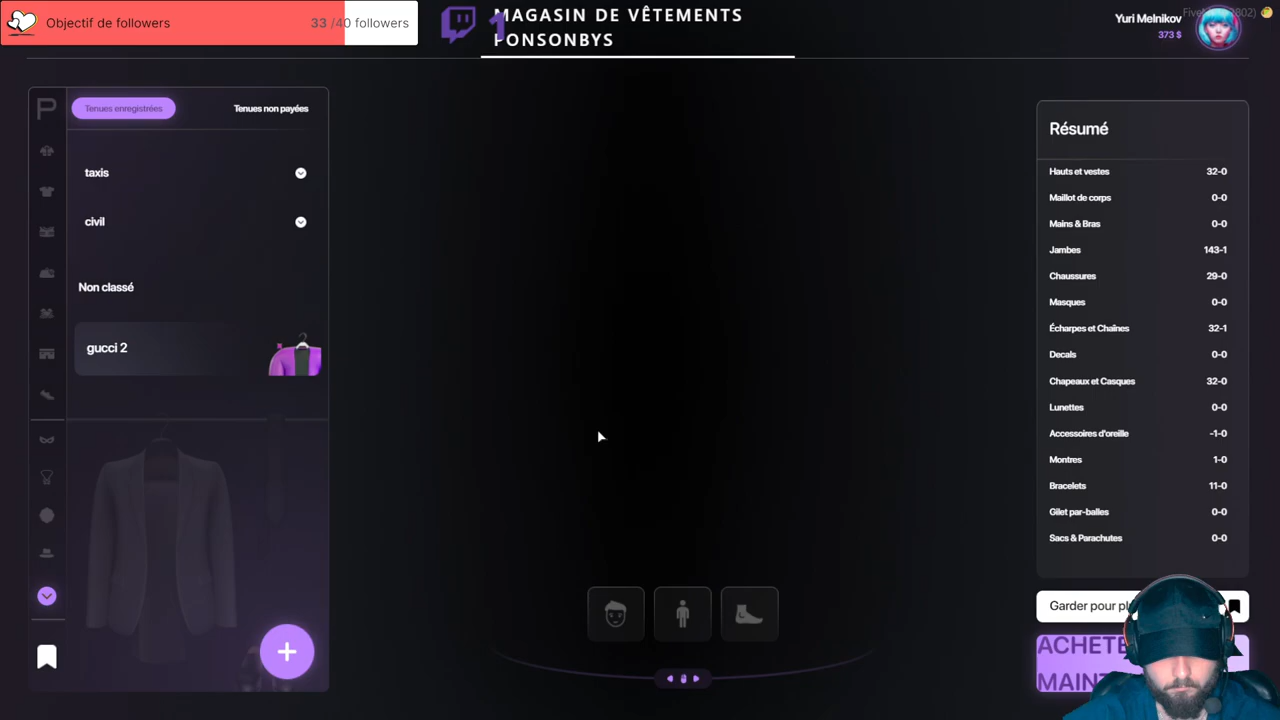 Objectif de followers
33 /40 followers
1
MAGASIN DE VÊTEMENTS
PONSONBYS
Yuri Melnikov
373 $
Tenues enregistrées
Tenues non payées
taxis
civil
Non classé
gucci 2
Résumé
Hauts et vestes 32-0
Maillot de corps 0-0
Mains & Bras 0-0
Jambes 143-1
Chaussures 29-0
Masques 0-0
Écharpes et Chaînes 32-1
Decals 0-0
Chapeaux et Casques 32-0
Lunettes 0-0
Accessoires d'oreille -1-0
Montres 1-0
Bracelets 11-0
Gilet par-balles 0-0
Sacs & Parachutes 0-0
Garder pour